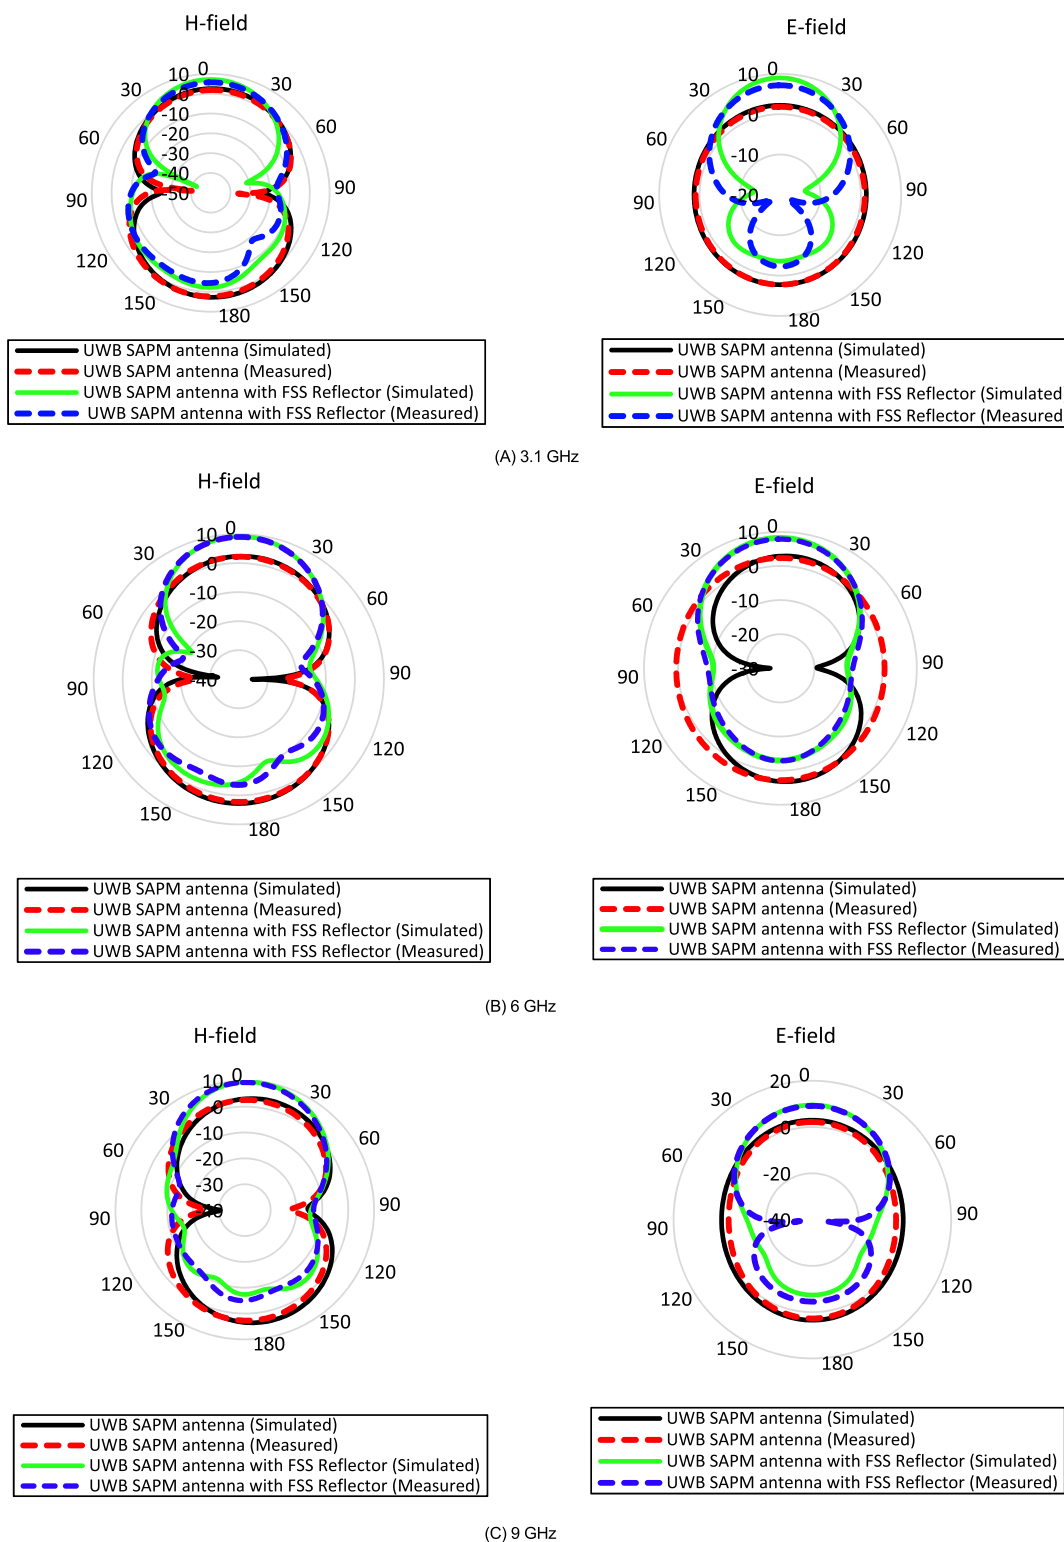 H-field
E-field
10 0
30 0 30
-10
60 -20 60
-30
-40
90 -50 90
120 120
150 150
180
10 0
30 30
0
60 60
-10
90 -20 90
120 120
150 150
180
UWB SAPM antenna (Simulated)
UWB SAPM antenna (Measured)
UWB SAPM antenna with FSS Reflector (Simulated)
UWB SAPM antenna with FSS Reflector (Measured)
UWB SAPM antenna (Simulated)
UWB SAPM antenna (Measured)
UWB SAPM antenna with FSS Reflector (Simulated
UWB SAPM antenna with FSS Reflector (Measured
(A) 3.1 GHz
H-field
E-field
10 0
30 0 30
-10
60 60
-20
-30
90 -40 90
120 120
150 150
180
10 0
30 0 30
60 -10 60
-20
90 -30 90
120 120
150 150
180
UWB SAPM antenna (Simulated)
UWB SAPM antenna (Measured)
UWB SAPM antenna with FSS Reflector (Simulated)
UWB SAPM antenna with FSS Reflector (Measured)
UWB SAPM antenna (Simulated)
UWB SAPM antenna (Measured)
UWB SAPM antenna with FSS Reflector (Simulated)
UWB SAPM antenna with FSS Reflector (Measured)
(B) 6 GHz
H-field
E-field
10 0
30 0 30
-10
60 -20 60
-30
90 -40 90
120 120
150 150
180
20 0
30 30
0
60 60
-20
90 -40 90
120 120
150 150
180
UWB SAPM antenna (Simulated)
UWB SAPM antenna (Measured)
UWB SAPM antenna with FSS Reflector (Simulated)
UWB SAPM antenna with FSS Reflector (Measured)
UWB SAPM antenna (Simulated)
UWB SAPM antenna (Measured)
UWB SAPM antenna with FSS Reflector (Simulated)
UWB SAPM antenna with FSS Reflector (Measured)
(C) 9 GHz